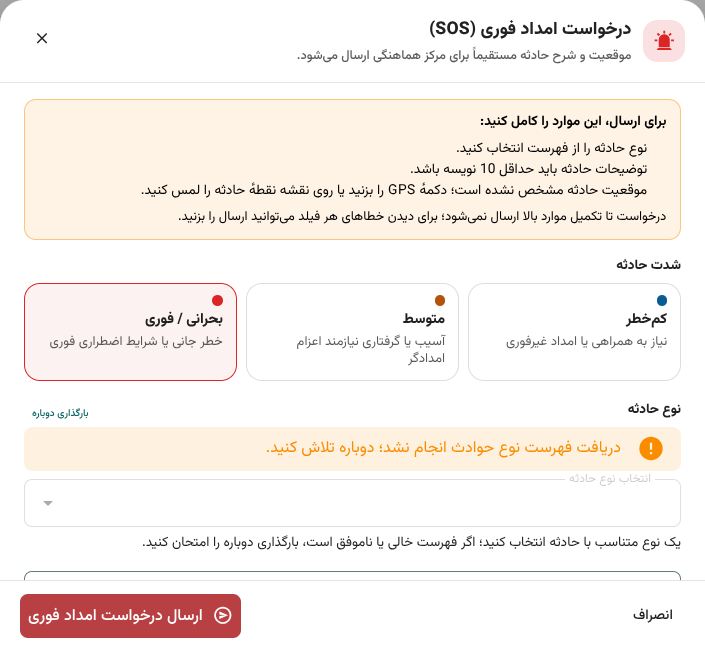 درخواست امداد فوری (SOS)
موقعیت و شرح حادثه مستقیماً برای مرکز هماهنگی ارسال می‌شود.
برای ارسال، این موارد را کامل کنید:
نوع حادثه را از فهرست انتخاب کنید.
توضیحات حادثه باید حداقل 10 نویسه باشد.
موقعیت حادثه مشخص نشده است؛ دکمهٔ GPS را بزنید یا روی نقشه نقطهٔ حادثه را لمس کنید.
درخواست تا تکمیل موارد بالا ارسال نمی‌شود؛ برای دیدن خطاهای هر فیلد می‌توانید ارسال را بزنید.
شدت حادثه
کم‌خطر
نیاز به همراهی یا امداد غیرفوری
متوسط
آسیب یا گرفتاری نیازمند اعزام
امدادگر
بحرانی / فوری
خطر جانی یا شرایط اضطراری فوری
نوع حادثه
بارگذاری دوباره
دریافت فهرست نوع حوادث انجام نشد؛ دوباره تلاش کنید.
انتخاب نوع حادثه
یک نوع متناسب با حادثه انتخاب کنید؛ اگر فهرست خالی یا ناموفق است، بارگذاری دوباره را امتحان کنید.
انصراف
ارسال درخواست امداد فوری